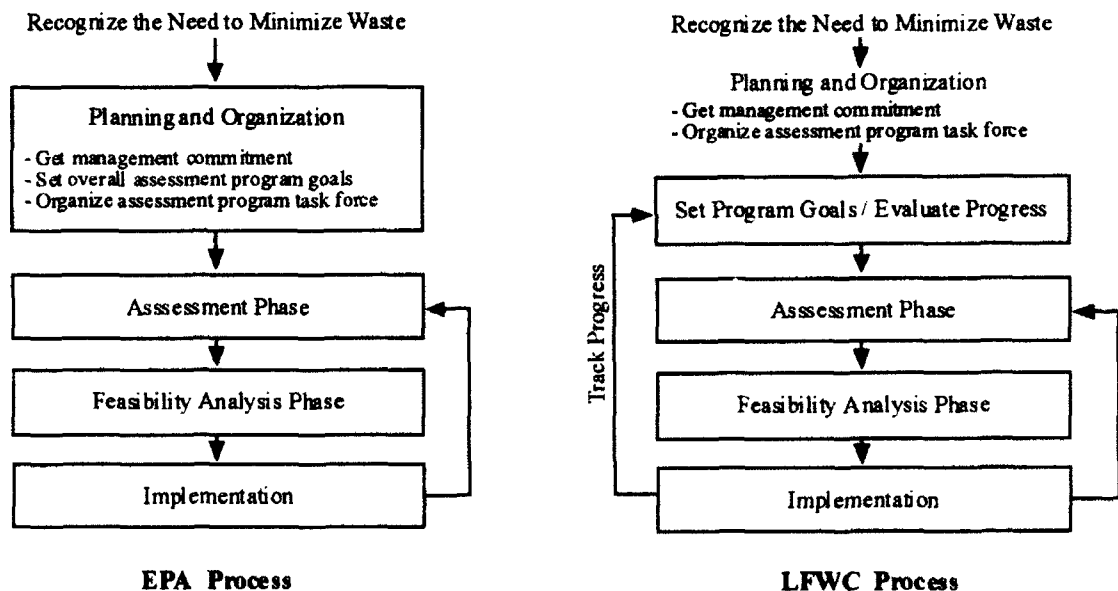 Recognize the Need to Minimize Waste
Planning and Organization
- Get management commitment
- Set overall assessment program goals
- Organize assessment program task force
Asssessment Phase
Feasibility Analysis Phase
Implementation
EPA Process
Recognize the Need to Minimize Waste
Planning and Organization
- Get management commitment
- Organize assessment program task force
Set Program Goals / Evaluate Progress
Track Progress
Asssessment Phase
Feasibility Analysis Phase
Implementation
LFWC Process